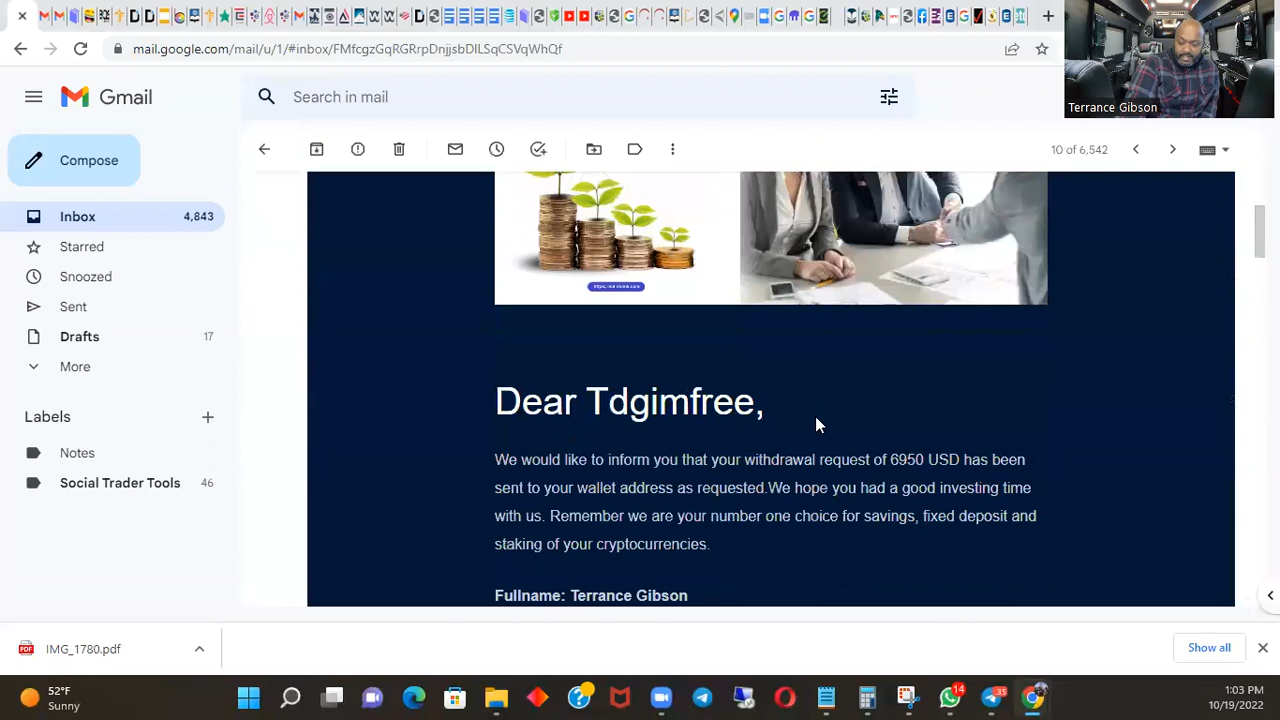 mail.google.com/mail/u/1/#inbox/FMfcgzGqRGRrpDnjjsbDlLSqCSVqWhQf
Terrance Gibson
Gmail
Search in mail
Compose
10 of 6,542
Inbox 4,843
Starred
Snoozed
Sent
Drafts 17
More
Labels
Notes
Social Trader Tools 46
Dear Tdgimfree,
We would like to inform you that your withdrawal request of 6950 USD has been
sent to your wallet address as requested.We hope you had a good investing time
with us. Remember we are your number one choice for savings, fixed deposit and
staking of your cryptocurrencies.
Fullname: Terrance Gibson
IMG_1780.pdf
Show all
52°F
Sunny
14
35
1:03 PM
10/19/2022